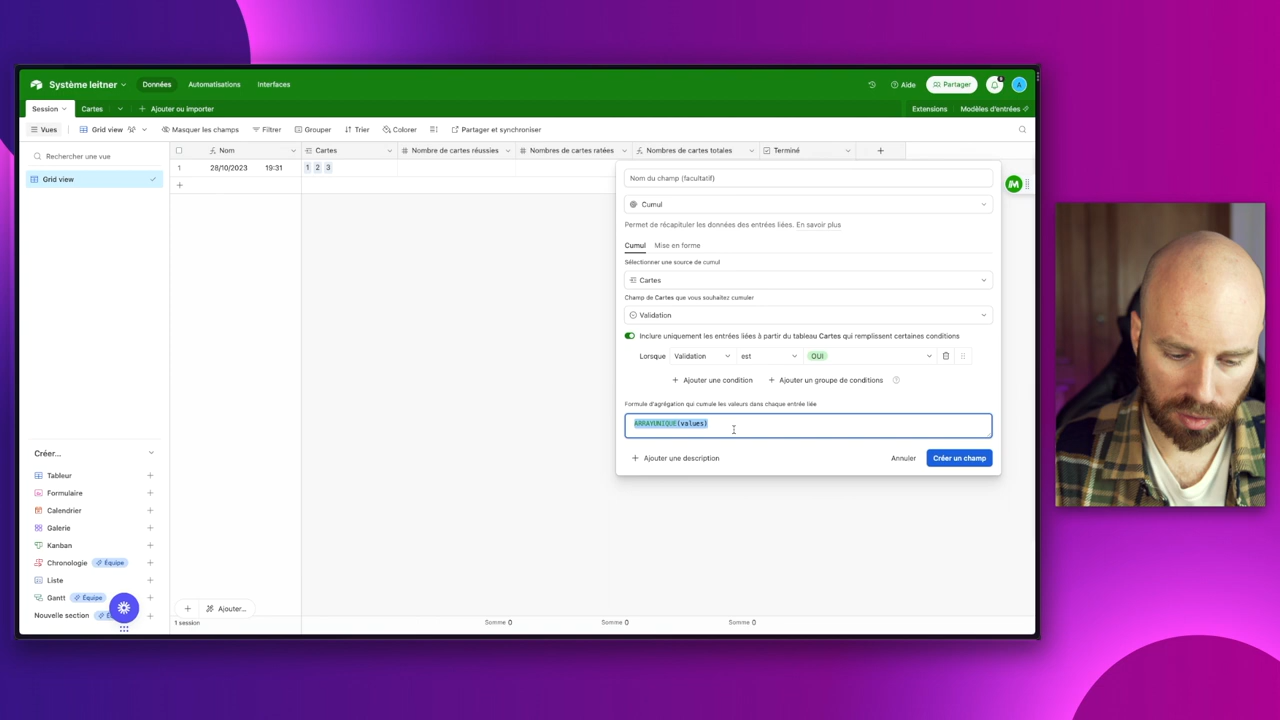 Système leitner
Données
Automatisations
Interfaces
Aide
Partager
A
Session
Cartes
Ajouter ou importer
Extensions
Modèles d'entrées
Vues
Grid view
Masquer les champs
Filtrer
Grouper
Trier
Colorer
Partager et synchroniser
Rechercher une vue
Grid view
Nom
Cartes
Nombre de cartes réussies
Nombres de cartes ratées
Nombres de cartes totales
Terminé
1
28/10/2023 19:31
1 2 3
Nom du champ (facultatif)
Cumul
Permet de récapituler les données des entrées liées. En savoir plus
Cumul
Mise en forme
Sélectionner une source de cumul
Cartes
Champ de Cartes que vous souhaitez cumuler
Validation
Inclure uniquement les entrées liées à partir du tableau Cartes qui remplissent certaines conditions
Lorsque Validation est OUI
Ajouter une condition
Ajouter un groupe de conditions
Formule d'agrégation qui cumule les valeurs dans chaque entrée liée
ARRAYUNIQUE(values)
Ajouter une description
Annuler
Créer un champ
Créer...
Tableur
Formulaire
Calendrier
Galerie
Kanban
Chronologie Équipe
Liste
Gantt Équipe
Nouvelle section
Ajouter...
1 session
Somme 0
Somme 0
Somme 0